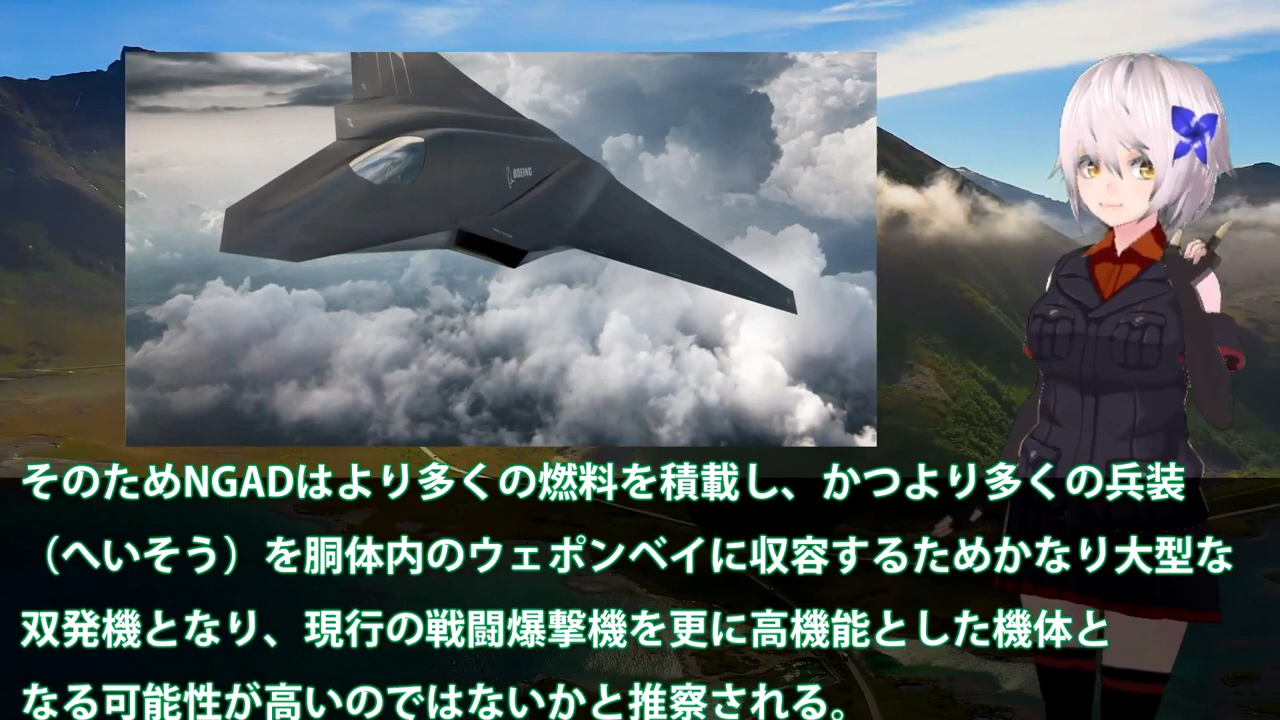 BOEING
そのためNGADはより多くの燃料を積載し、かつより多くの兵装
（へいそう）を胴体内のウェポンベイに収容するためかなり大型な
双発機となり、現行の戦闘爆撃機を更に高機能とした機体と
なる可能性が高いのではないかと推察される。